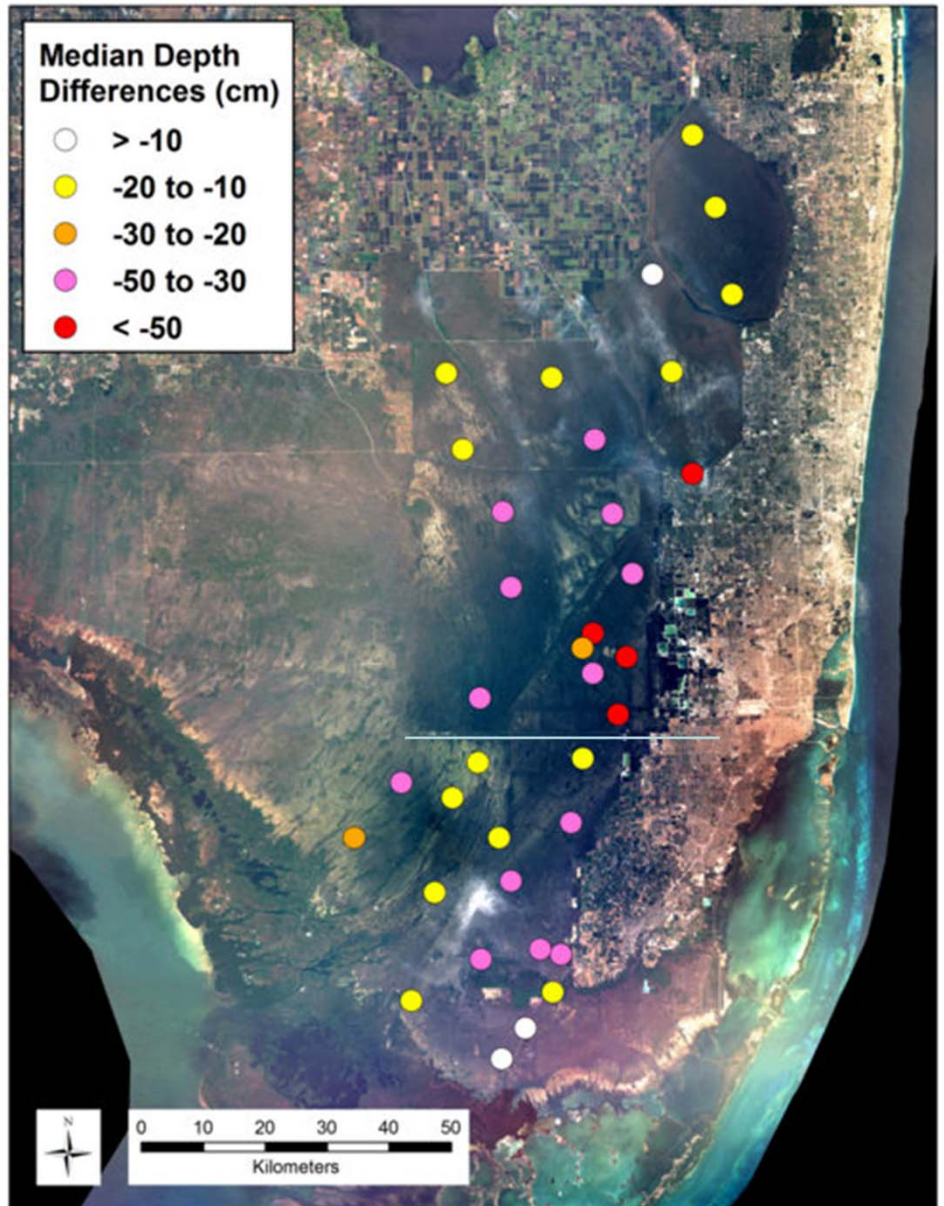 Median Depth
Differences (cm)
> -10
-20 to -10
-30 to -20
-50 to -30
< -50
N
0 10 20 30 40 50
Kilometers